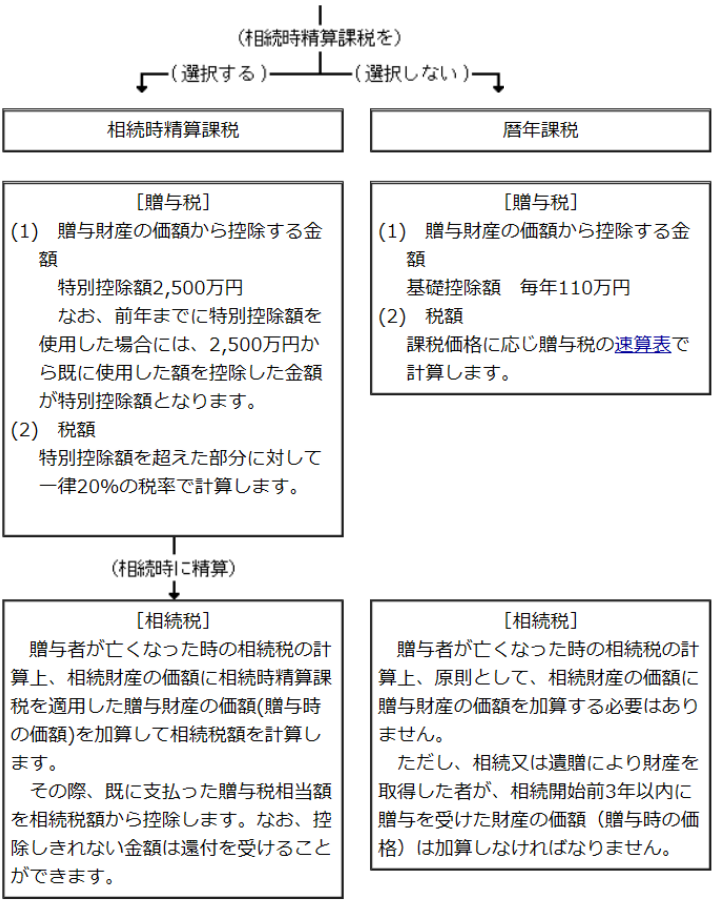 (相続時精算課税を)
(選択する)
(選択しない)
相続時精算課税
暦年課税
［贈与税］
(1)　贈与財産の価額から控除する金
額
特別控除額2,500万円
なお、前年までに特別控除額を
使用した場合には、2,500万円か
ら既に使用した額を控除した金額
が特別控除額となります。
(2)　税額
特別控除額を超えた部分に対して
一律20%の税率で計算します。
［贈与税］
(1)　贈与財産の価額から控除する金
額
基礎控除額　毎年110万円
(2)　税額
課税価格に応じ贈与税の速算表で
計算します。
(相続時に精算)
［相続税］
贈与者が亡くなった時の相続税の計
算上、相続財産の価額に相続時精算課
税を適用した贈与財産の価額(贈与時
の価額)を加算して相続税額を計算し
ます。
その際、既に支払った贈与税相当額
を相続税額から控除します。なお、控
除しきれない金額は還付を受けること
ができます。
［相続税］
贈与者が亡くなった時の相続税の計
算上、原則として、相続財産の価額に
贈与財産の価額を加算する必要はあり
ません。
ただし、相続又は遺贈により財産を
取得した者が、相続開始前3年以内に
贈与を受けた財産の価額（贈与時の価
格）は加算しなければなりません。